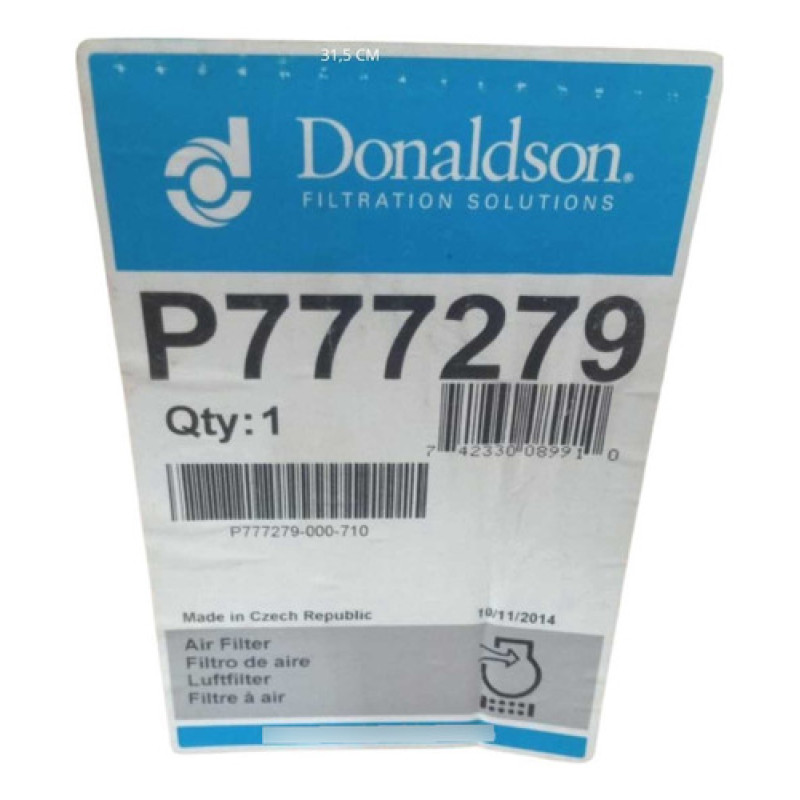 31,5 CM
Donaldson®
FILTRATION SOLUTIONS
P777279
Qty: 1
7 42330 08991 0
P777279-000-710
Made in Czech Republic
10/11/2014
Air Filter
Filtro de aire
Luftfilter
Filtre à air